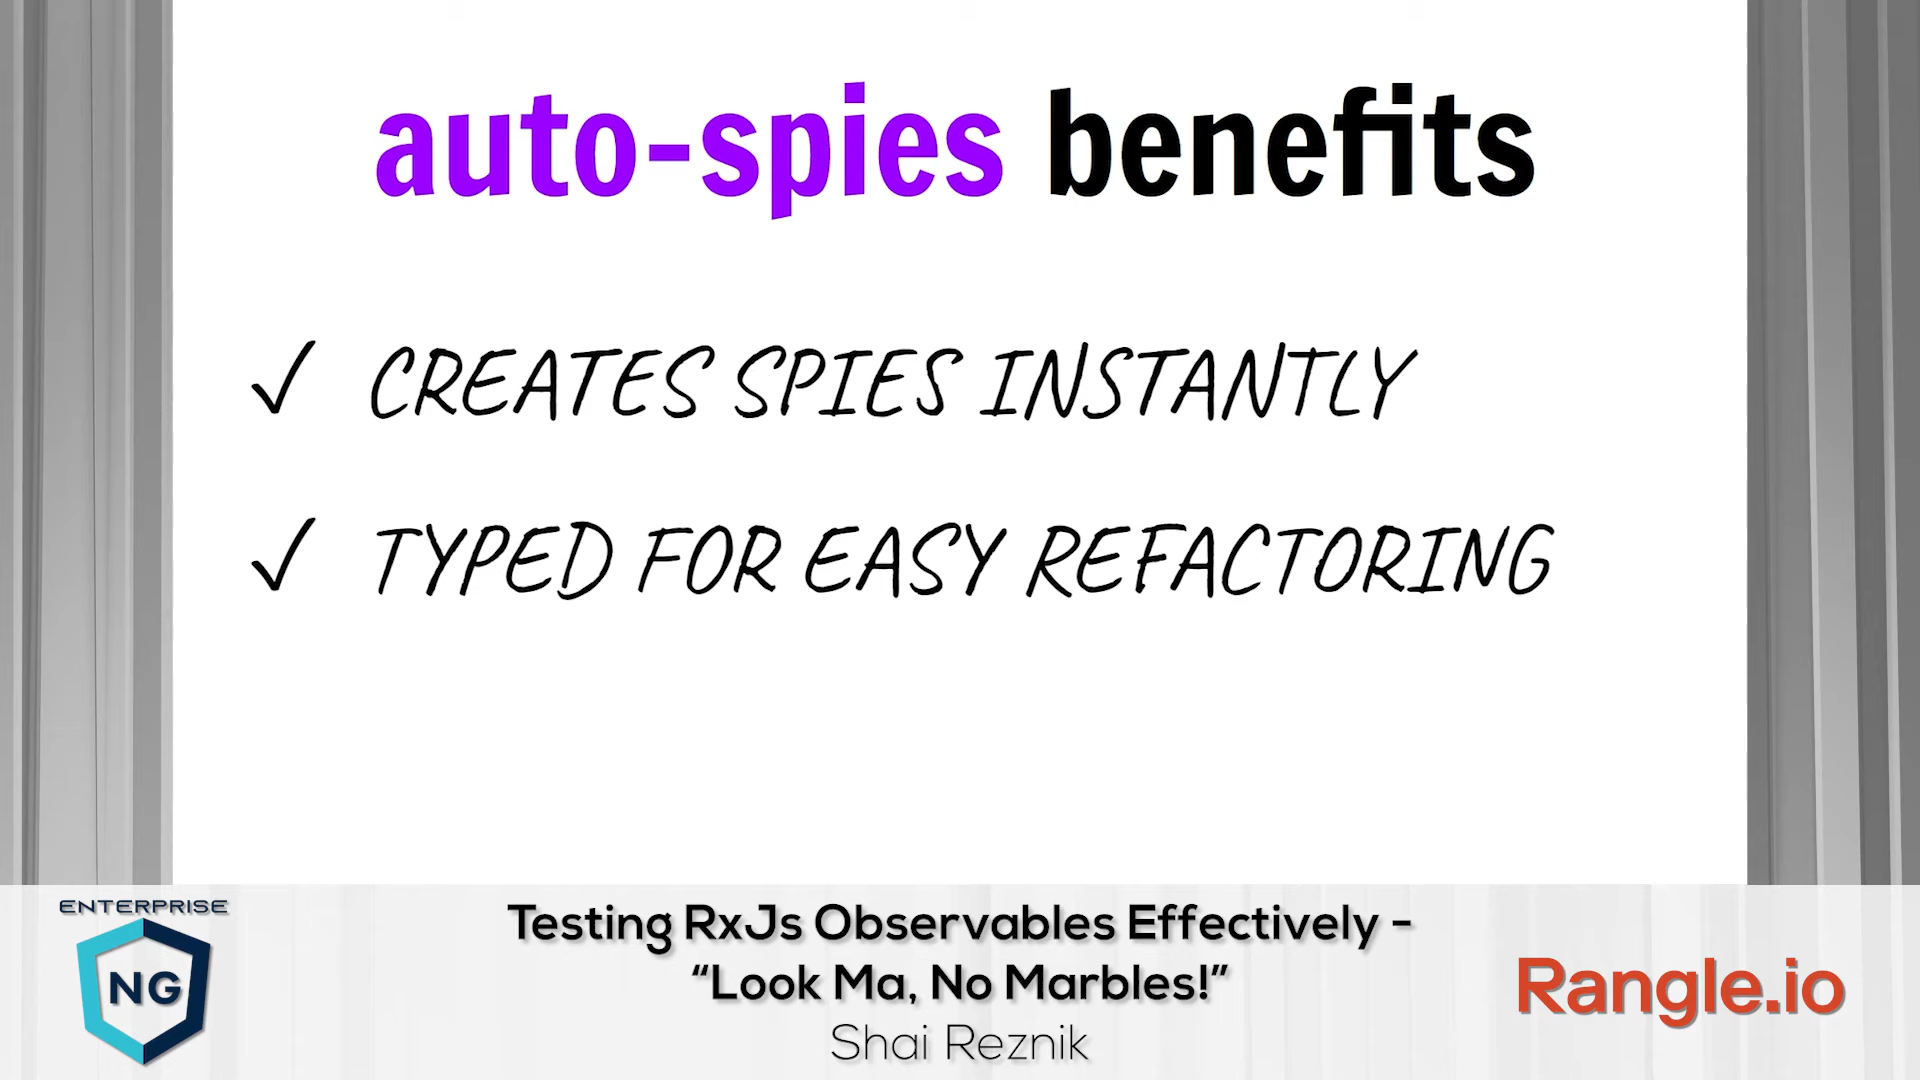 auto-spies benefits
✓ CREATES SPIES INSTANTLY
✓ TYPED FOR EASY REFACTORING
ENTERPRISE
NG
Testing RxJs Observables Effectively -
“Look Ma, No Marbles!”
Shai Reznik
Rangle.io